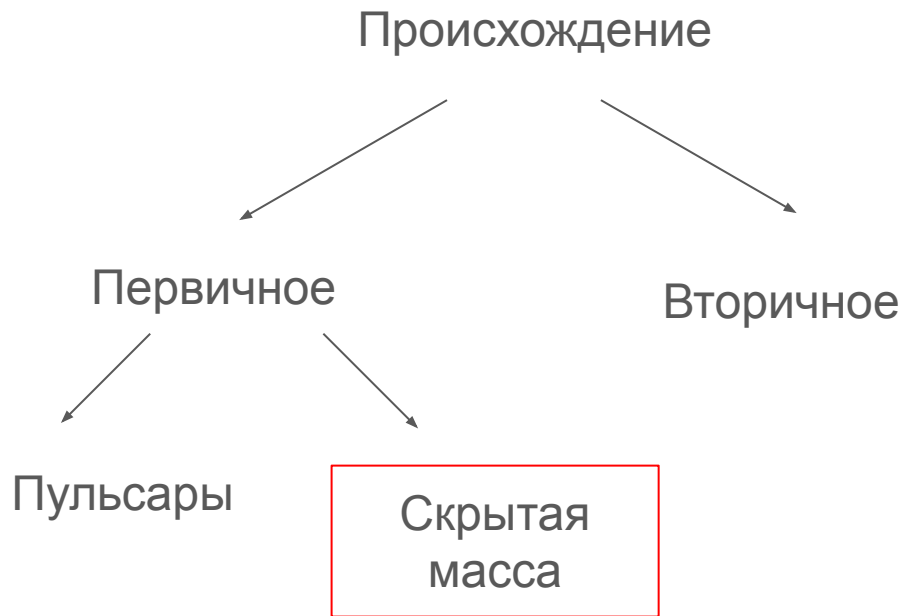 Происхождение
Первичное
Вторичное
Пульсары
Скрытая
масса